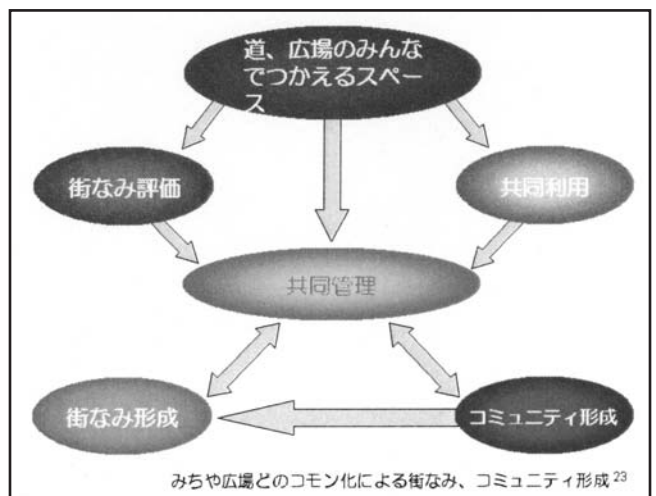 道、広場のみんな
でつかえるスペー
ス
街なみ評価
共同利用
共同管理
街なみ形成
コミュニティ形成
みちや広場どのコモン化による街なみ、コミュニティ形成 23